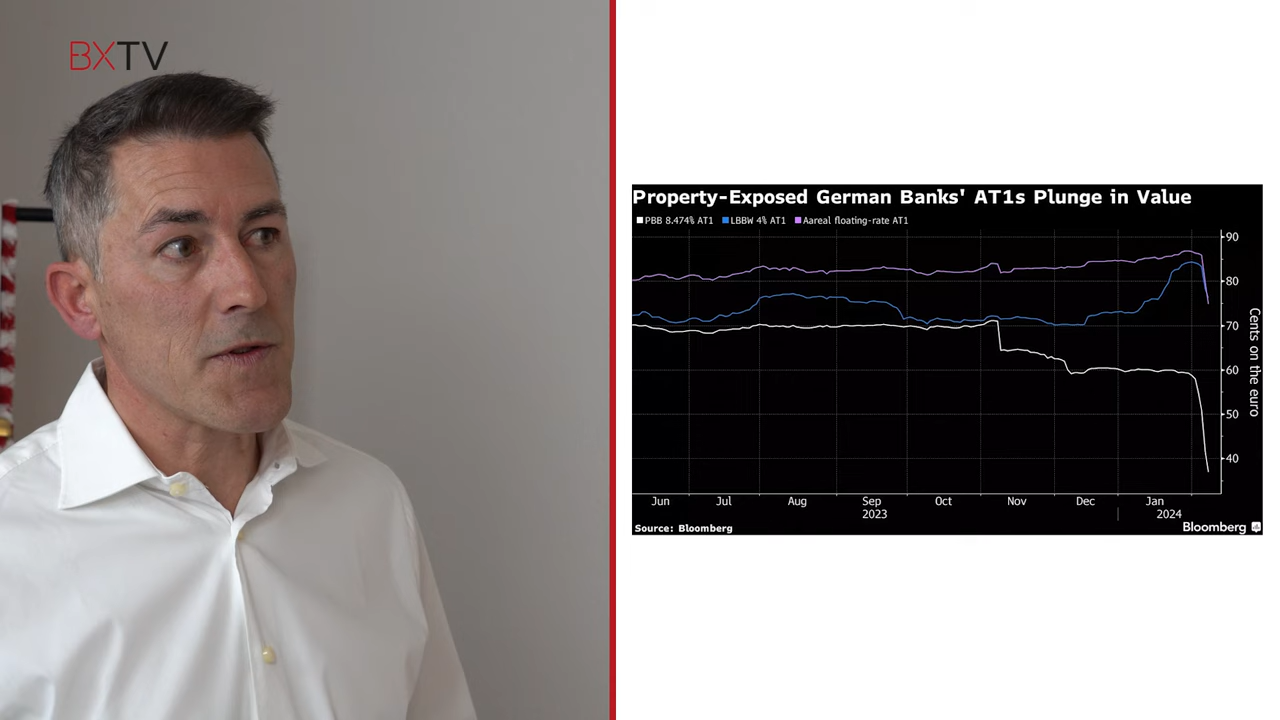 BXTV
Property-Exposed German Banks' AT1s Plunge in Value
PBB 8.474% AT1 LBBW 4% AT1 Aareal floating-rate AT1
90
80
70
60
50
40
Cents on the euro
Jun Jul Aug Sep Oct Nov Dec Jan
2023 2024
Source: Bloomberg
Bloomberg